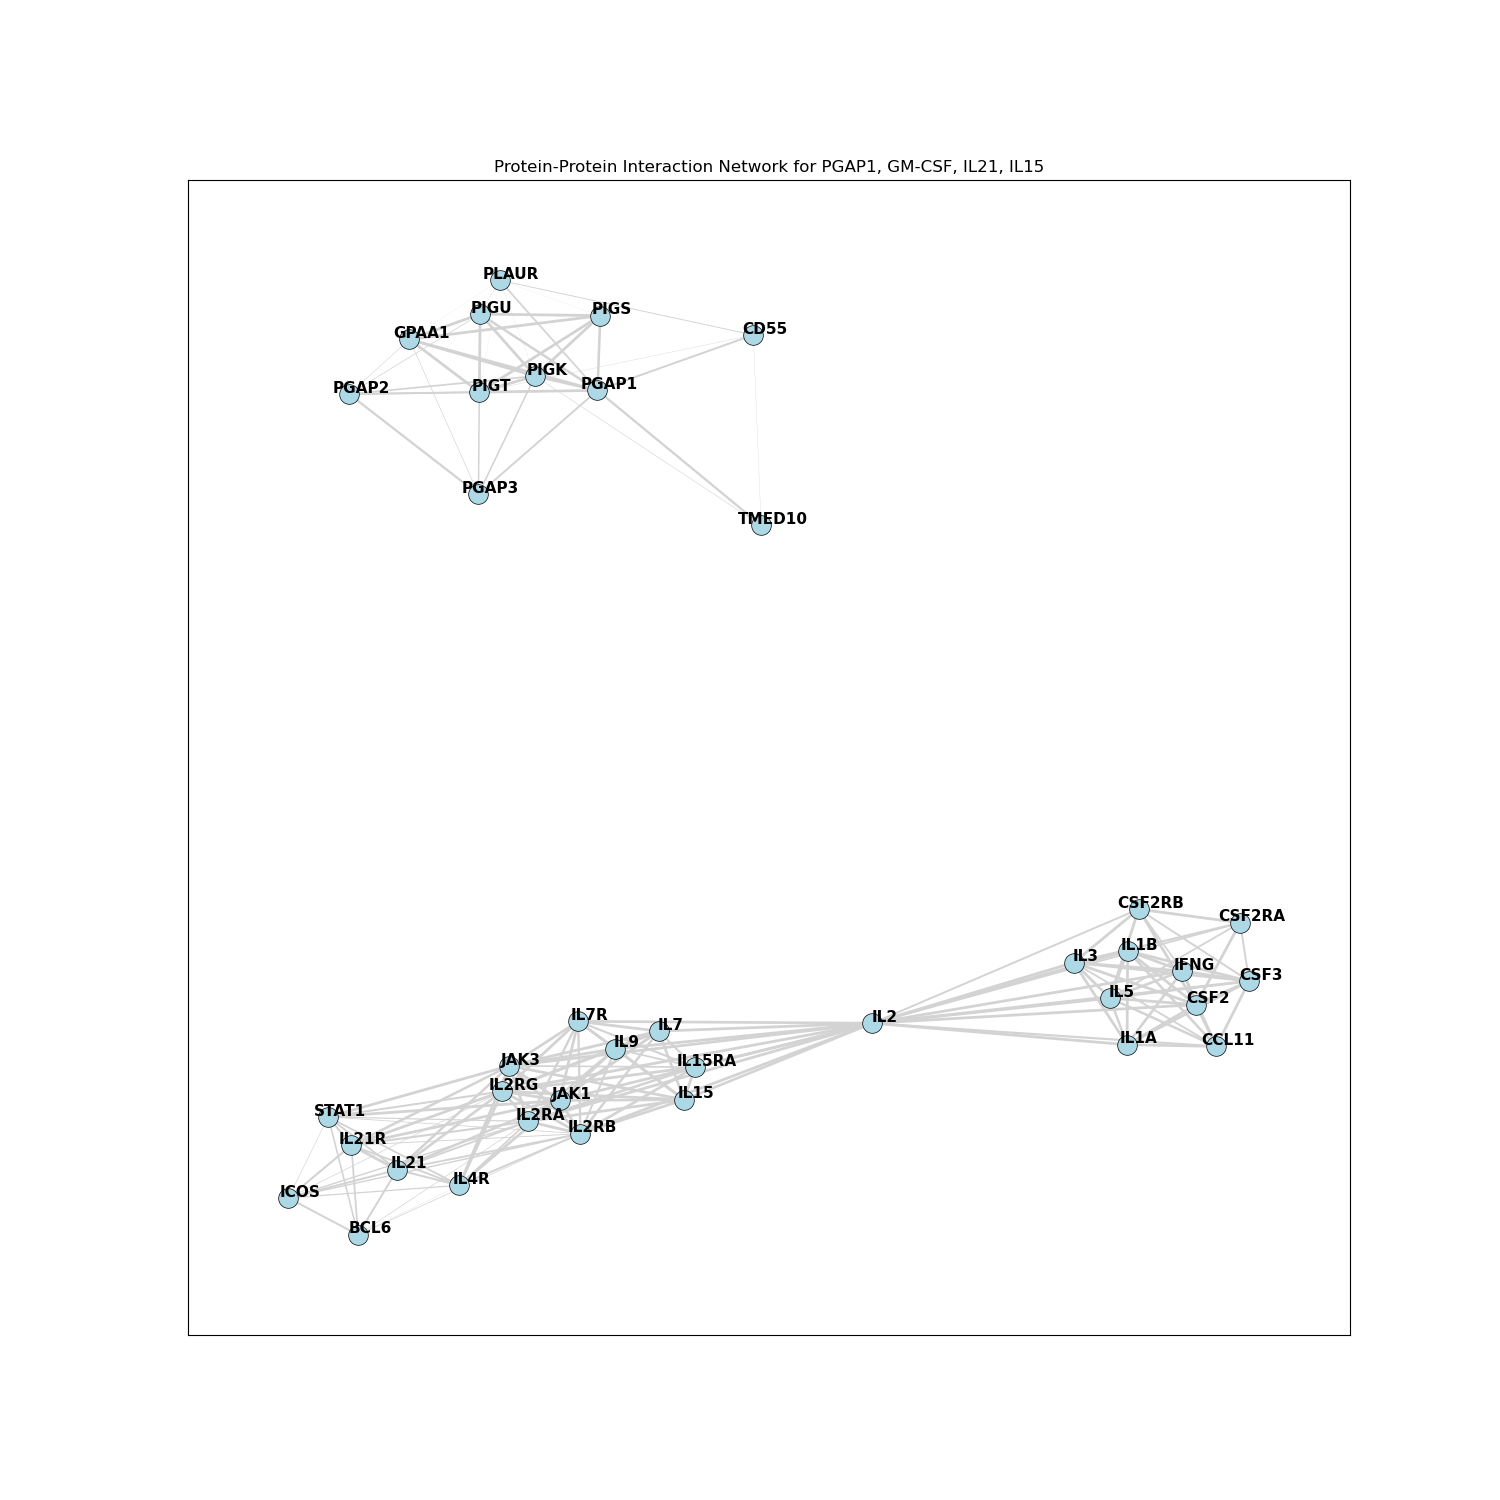 Protein-Protein Interaction Network for PGAP1, GM-CSF, IL21, IL15
PLAUR
PIGU
PIGS
GPAA1
CD55
PIGK
PGAP2
PIGT
PGAP1
PGAP3
TMED10
CSF2RB
CSF2RA
IL1B
IL3
IFNG
CSF3
IL5
CSF2
IL2
IL1A
CCL11
IL7R
IL7
IL9
JAK3
IL15RA
IL2RG
JAK1
IL15
STAT1
IL2RA
IL2RB
IL21R
IL21
IL4R
ICOS
BCL6